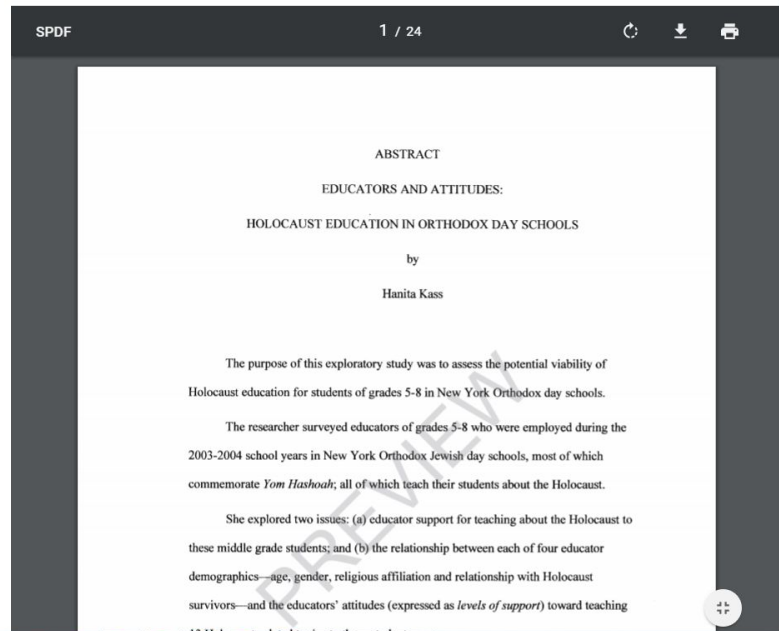 SPDF
1 / 24
ABSTRACT
EDUCATORS AND ATTITUDES:
HOLOCAUST EDUCATION IN ORTHODOX DAY SCHOOLS
by
Hanita Kass
The purpose of this exploratory study was to assess the potential viability of
Holocaust education for students of grades 5-8 in New York Orthodox day schools.
The researcher surveyed educators of grades 5-8 who were employed during the
2003-2004 school years in New York Orthodox Jewish day schools, most of which
commemorate Yom Hashoah; all of which teach their students about the Holocaust.
She explored two issues: (a) educator support for teaching about the Holocaust to
these middle grade students; and (b) the relationship between each of four educator
demographics—age, gender, religious affiliation and relationship with Holocaust
survivors—and the educators' attitudes (expressed as levels of support) toward teaching
PREVIEW